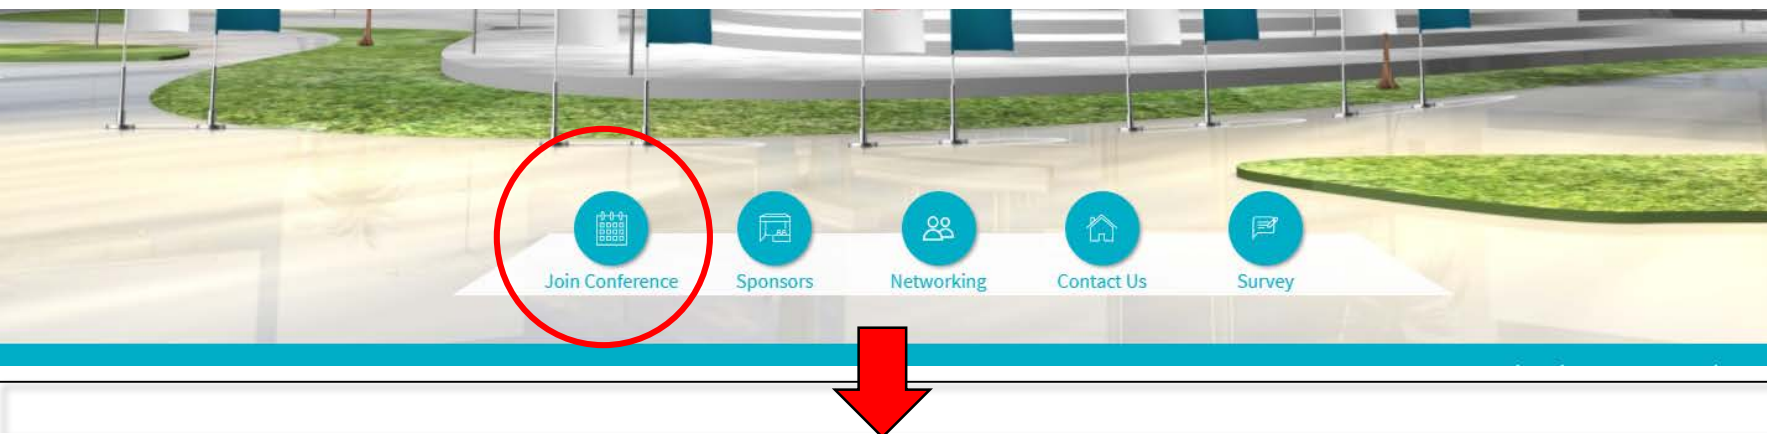 Join Conference
Sponsors
Networking
Contact Us
Survey